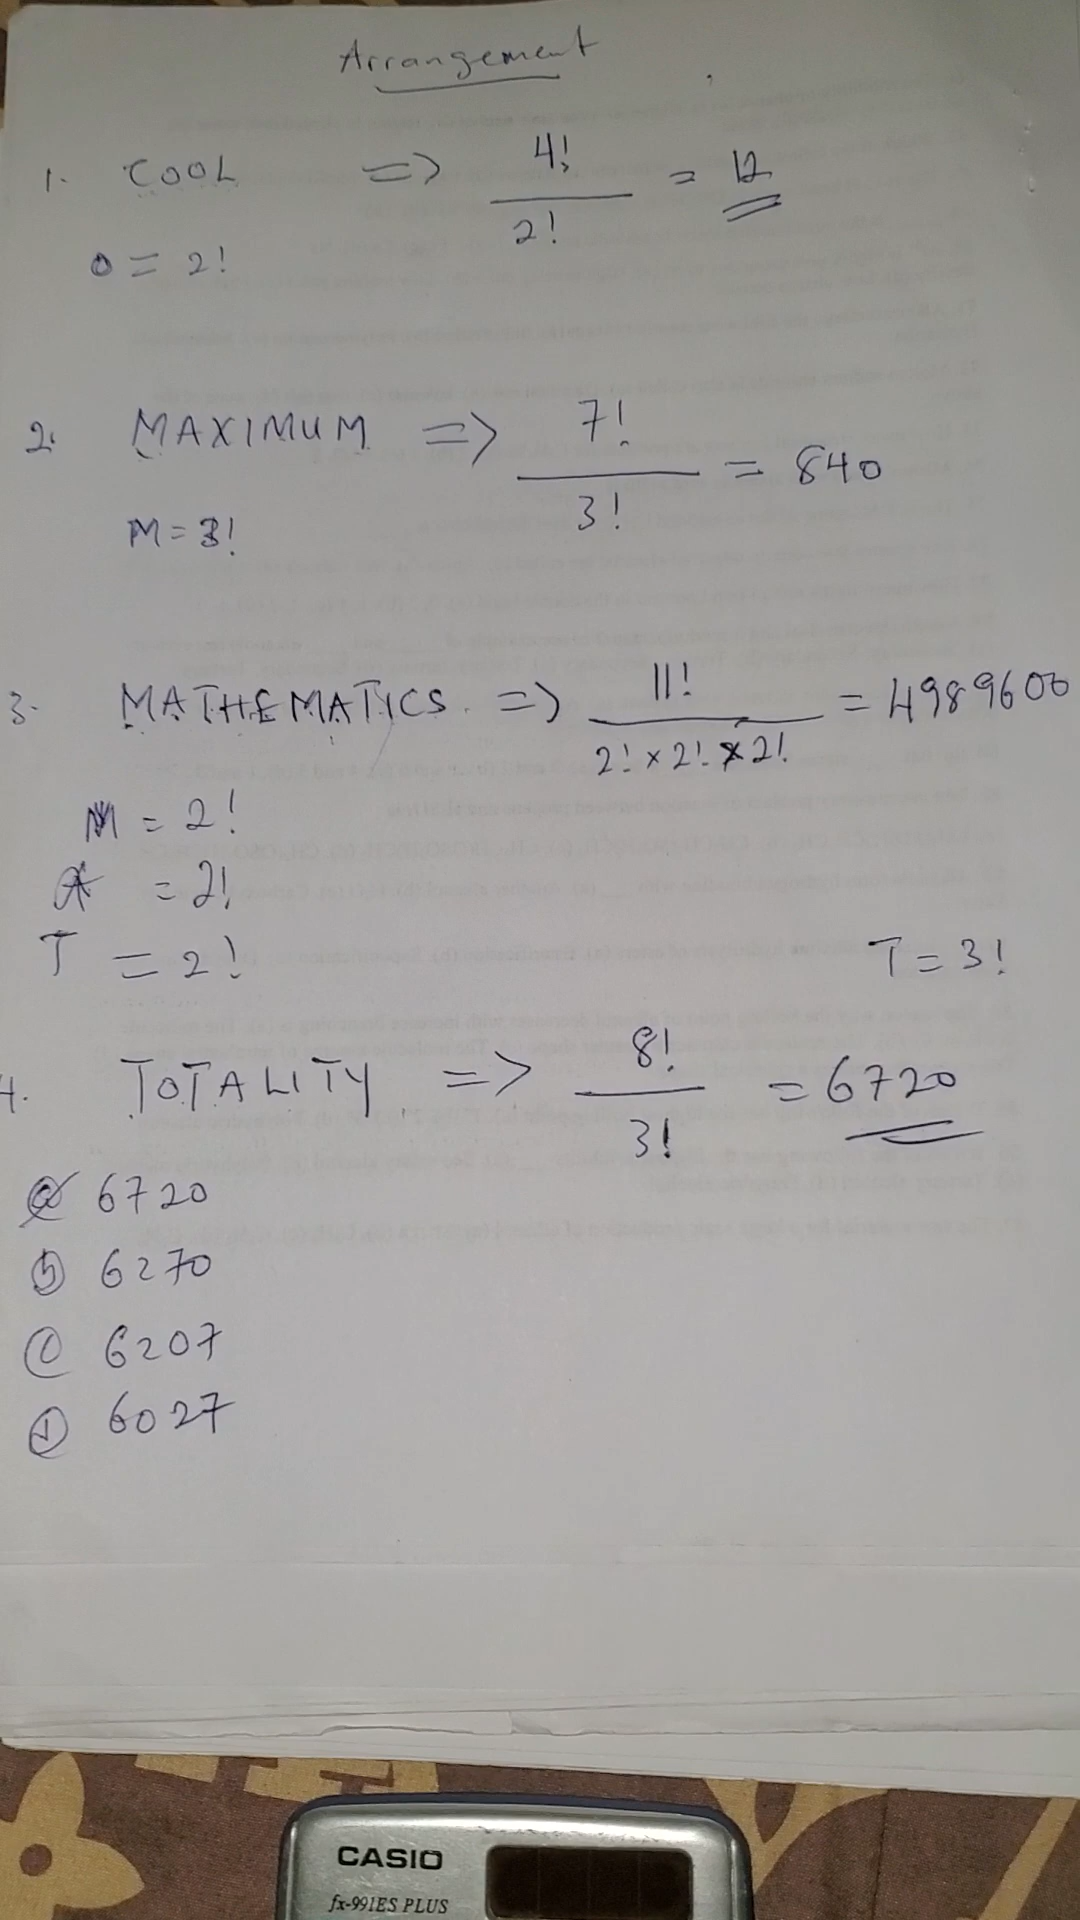 Arrangement
1. COOL => 4!/2! = 12
O = 2!
2. MAXIMUM => 7!/3! = 840
M = 3!
3. MATHEMATICS => 11!/2! x 2! x 2! = 4989600
M = 2!
A = 2!
T = 2!
T = 3!
4. TOTALITY => 8!/3! = 6720
(a) 6720
(b) 6270
(c) 6207
(d) 6027
CASIO
fx-991ES PLUS